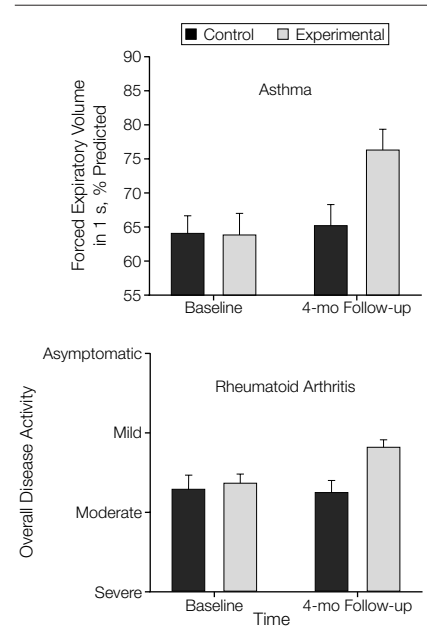 Control Experimental
Asthma
Forced Expiratory Volume
in 1 s, % Predicted
90
85
80
75
70
65
60
55
Baseline 4-mo Follow-up
Rheumatoid Arthritis
Overall Disease Activity
Asymptomatic
Mild
Moderate
Severe
Baseline 4-mo Follow-up
Time